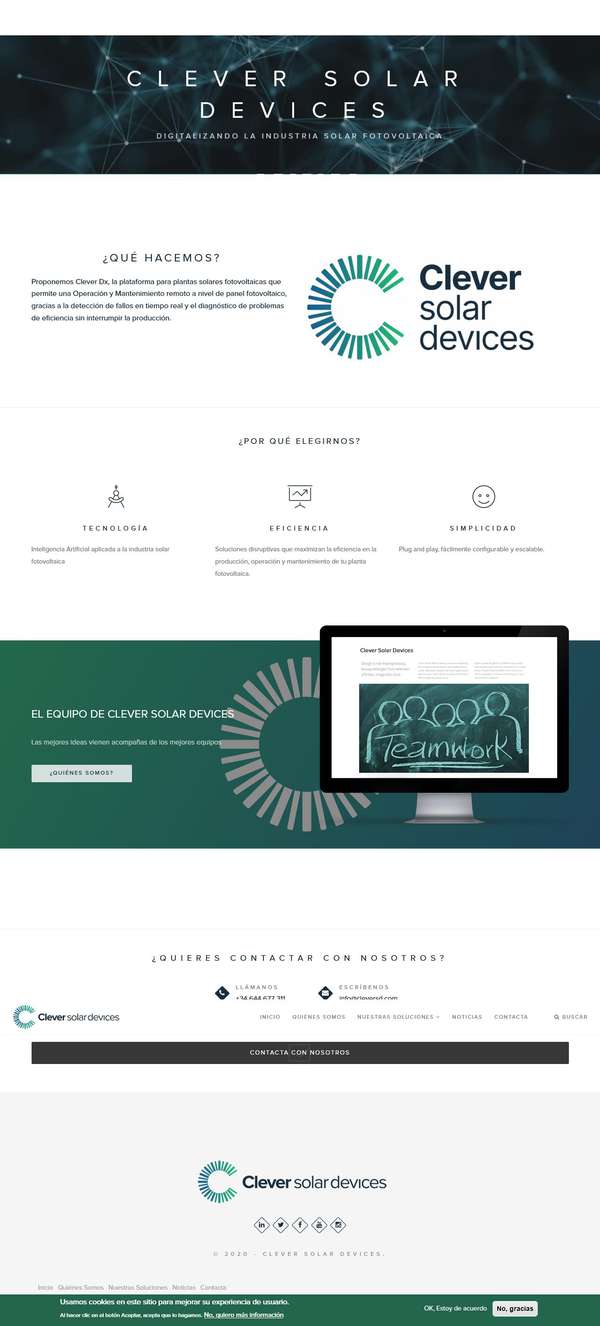 CLEVER SOLAR
DEVICES
DIGITALIZANDO LA INDUSTRIA SOLAR FOTOVOLTAICA
¿QUÉ HACEMOS?
Proponemos Clever Dx, la plataforma para plantas solares fotovoltaicas que
permite una Operación y Mantenimiento remoto a nivel de panel fotovoltaico,
gracias a la detección de fallos en tiempo real y el diagnóstico de problemas
de eficiencia sin interrumpir la producción.
Clever
solar
devices
¿POR QUÉ ELEGIRNOS?
TECNOLOGÍA
Inteligencia Artificial aplicada a la industria solar
fotovoltaica
EFICIENCIA
Soluciones disruptivas que maximizan la eficiencia en la
producción, operación y mantenimiento de tu planta
fotovoltaica.
SIMPLICIDAD
Plug and play, fácilmente configurable y escalable.
EL EQUIPO DE CLEVER SOLAR DEVICES
Las mejores ideas vienen acompañas de los mejores equipos
¿QUIÉNES SOMOS?
Clever Solar Devices
Teamwork
¿QUIERES CONTACTAR CON NOSOTROS?
LLÁMANOS
+34 644 677 311
ESCRÍBENOS
info@cleversd.com
Clever solar devices
INICIO QUIÉNES SOMOS NUESTRAS SOLUCIONES NOTICIAS CONTACTA BUSCAR
CONTACTA CON NOSOTROS
Clever solar devices
© 2020 - CLEVER SOLAR DEVICES.
Inicio Quiénes Somos Nuestras Soluciones Noticias Contacta
Usamos cookies en este sitio para mejorar su experiencia de usuario.
Al hacer clic en el botón Aceptar, acepta que lo hagamos. No, quiero más información
OK, Estoy de acuerdo
No, gracias